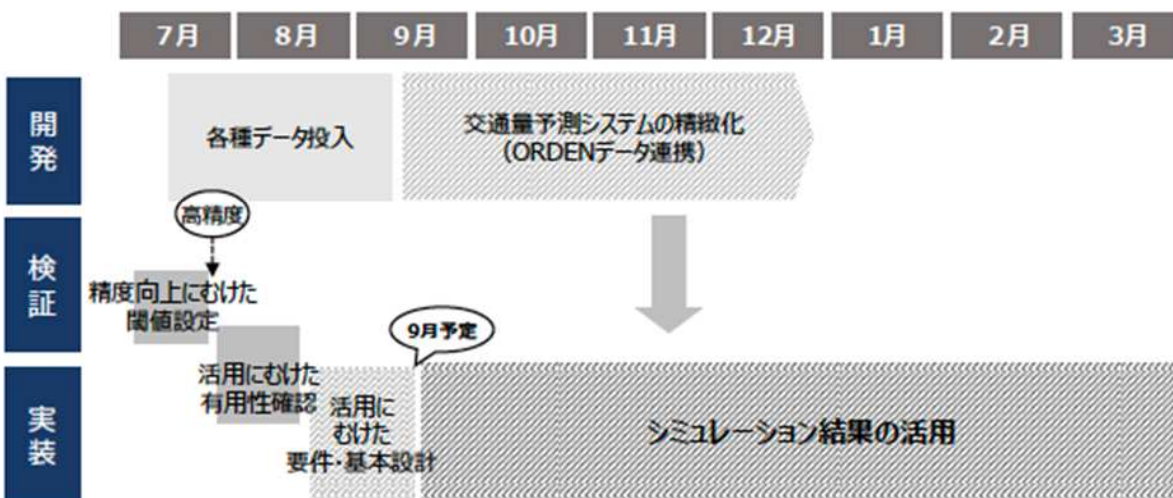 7月
8月
9月
10月
11月
12月
1月
2月
3月
開発
各種データ投入
交通量予測システムの精緻化
（ORDENデータ連携）
高精度
検証
精度向上にむけた
閾値設定
9月予定
活用にむけた
有用性確認
実装
活用に
むけた
要件・基本設計
シミュレーション結果の活用